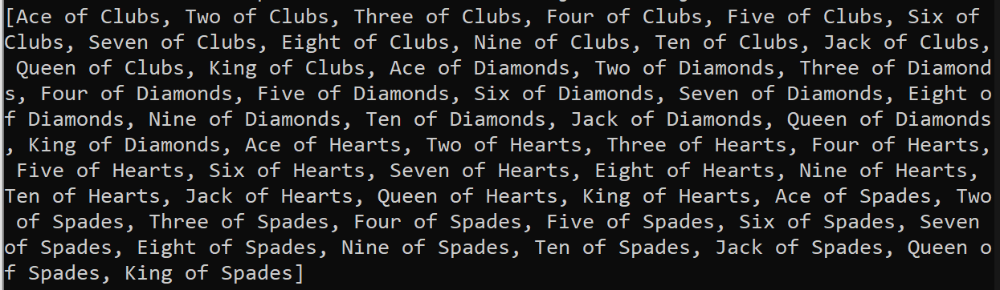 [Ace of Clubs, Two of Clubs, Three of Clubs, Four of Clubs, Five of Clubs, Six of
Clubs, Seven of Clubs, Eight of Clubs, Nine of Clubs, Ten of Clubs, Jack of Clubs,
 Queen of Clubs, King of Clubs, Ace of Diamonds, Two of Diamonds, Three of Diamond
s, Four of Diamonds, Five of Diamonds, Six of Diamonds, Seven of Diamonds, Eight o
f Diamonds, Nine of Diamonds, Ten of Diamonds, Jack of Diamonds, Queen of Diamonds
, King of Diamonds, Ace of Hearts, Two of Hearts, Three of Hearts, Four of Hearts,
 Five of Hearts, Six of Hearts, Seven of Hearts, Eight of Hearts, Nine of Hearts,
Ten of Hearts, Jack of Hearts, Queen of Hearts, King of Hearts, Ace of Spades, Two
 of Spades, Three of Spades, Four of Spades, Five of Spades, Six of Spades, Seven
of Spades, Eight of Spades, Nine of Spades, Ten of Spades, Jack of Spades, Queen o
f Spades, King of Spades]